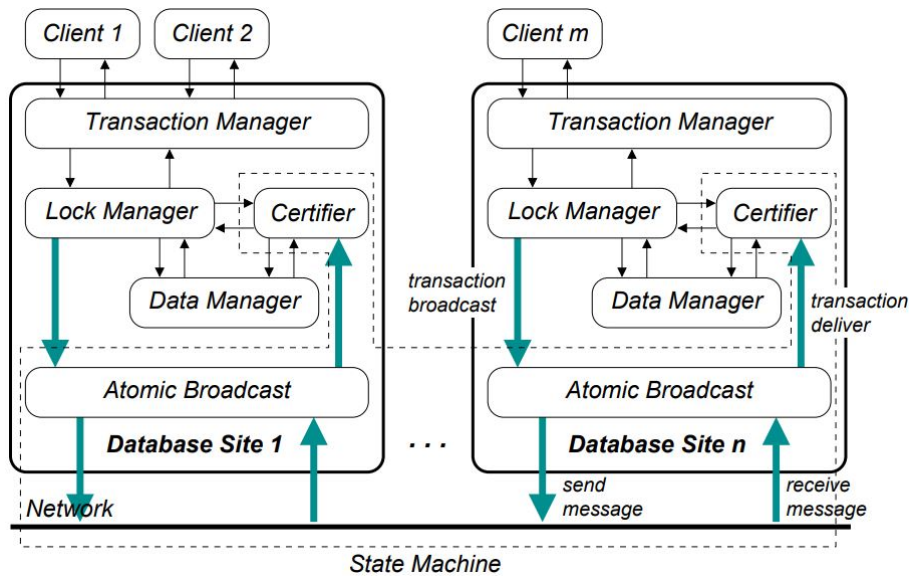 Client 1
Client 2
Client m
Transaction Manager
Transaction Manager
Lock Manager
Certifier
Lock Manager
Certifier
Data Manager
transaction
broadcast
Data Manager
transaction
deliver
Atomic Broadcast
Atomic Broadcast
Database Site 1
. . .
Database Site n
Network
send
message
receive
message
State Machine